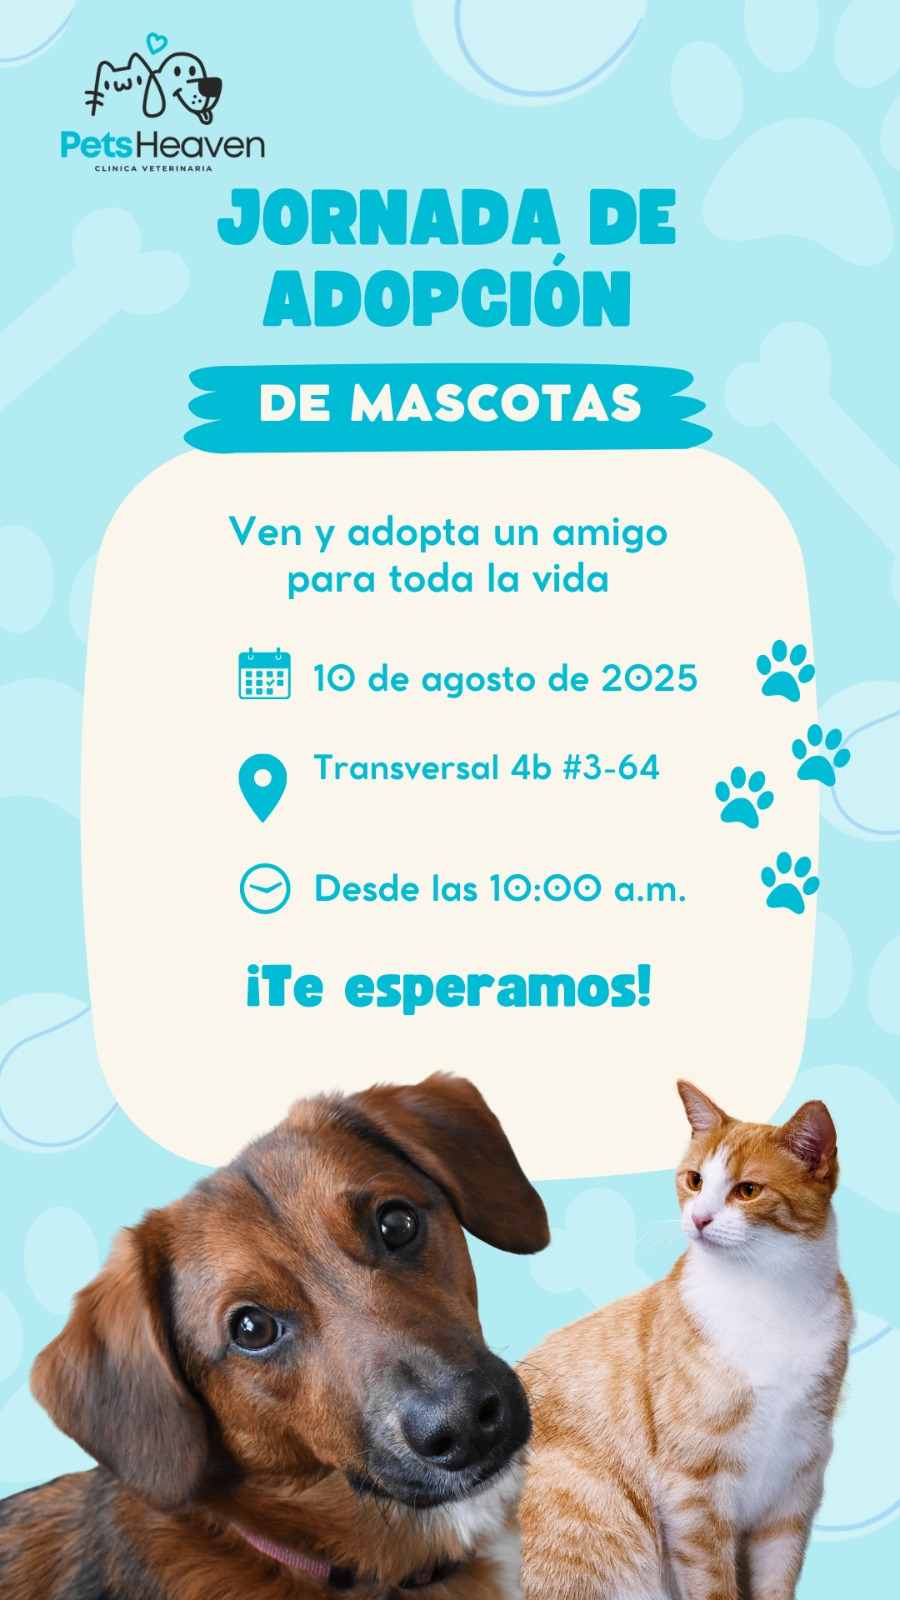 PetsHeaven
CLINICA VETERINARIA
JORNADA DE
ADOPCIÓN
DE MASCOTAS
Ven y adopta un amigo
para toda la vida
10 de agosto de 2025
Transversal 4b #3-64
Desde las 10:00 a.m.
¡Te esperamos!